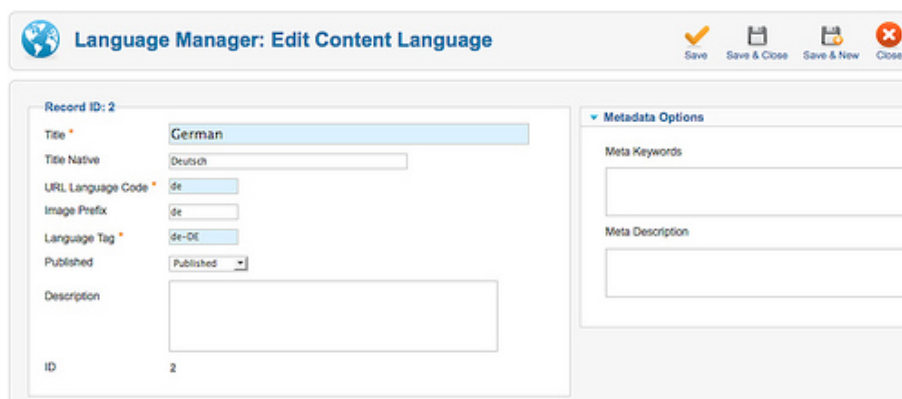 Language Manager: Edit Content Language
Save
Save & Close
Save & New
Close
Record ID: 2
Title *
German
Title Native
Deutsch
URL Language Code *
de
Image Prefix
de
Language Tag *
de-DE
Published
Published
Description
ID
2
Metadata Options
Meta Keywords
Meta Description